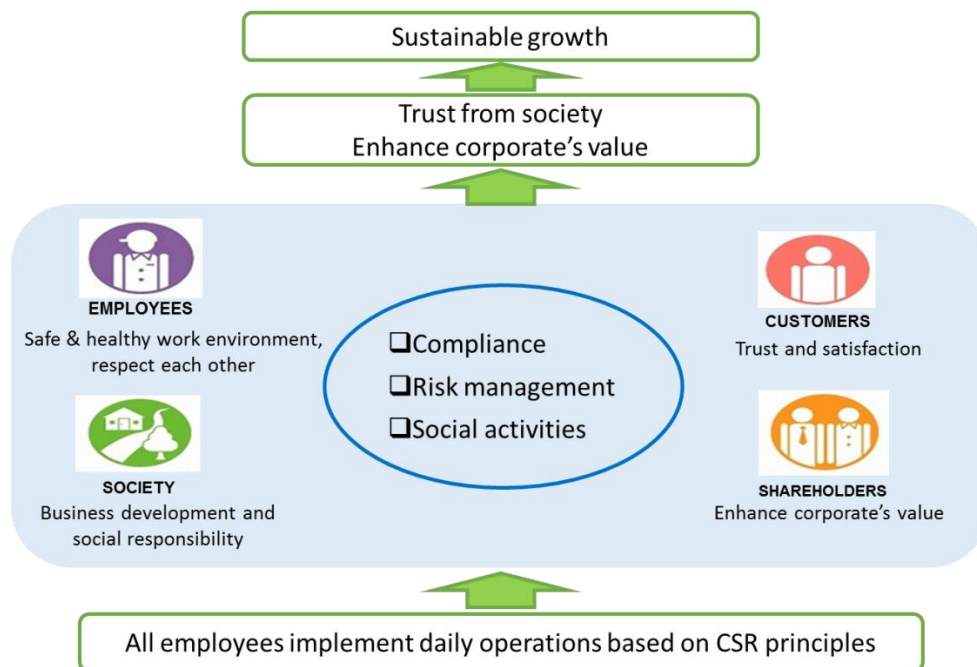 Sustainable growth
Trust from society
Enhance corporate’s value
EMPLOYEES
Safe & healthy work environment,
respect each other
SOCIETY
Business development and
social responsibility
❑Compliance
❑Risk management
❑Social activities
CUSTOMERS
Trust and satisfaction
SHAREHOLDERS
Enhance corporate’s value
All employees implement daily operations based on CSR principles